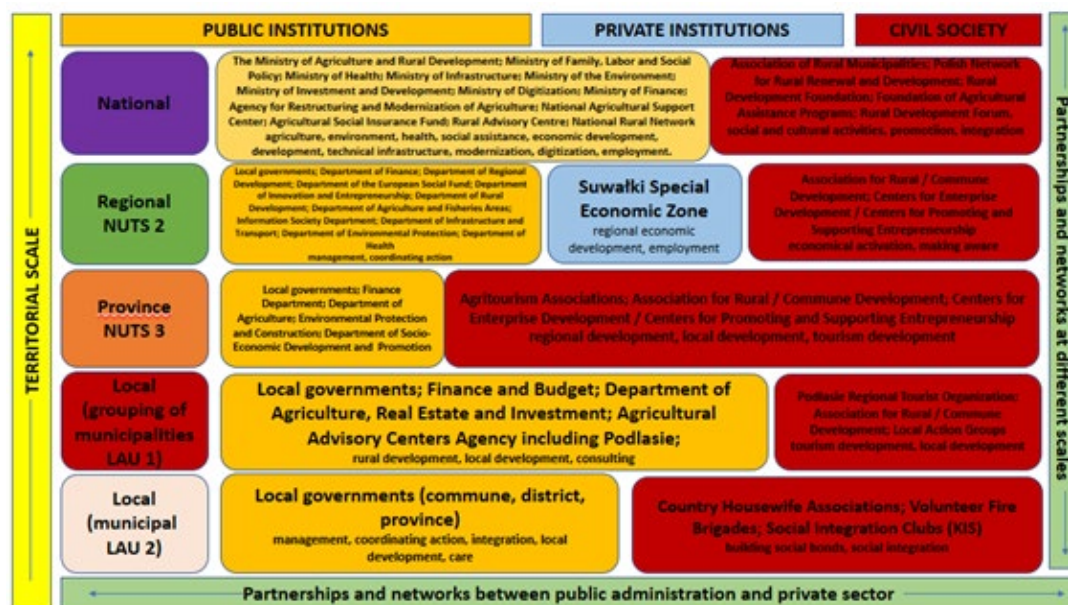 PUBLIC INSTITUTIONS
PRIVATE INSTITUTIONS
CIVIL SOCIETY
TERRITORIAL SCALE
National
The Ministry of Agriculture and Rural Development; Ministry of Family, Labor and Social
Policy; Ministry of Health; Ministry of Infrastructure; Ministry of the Environment;
Ministry of Investment and Development; Ministry of Digitization; Ministry of Finance;
Agency for Restructuring and Modernization of Agriculture; National Agricultural Support
Center; Agricultural Social Insurance Fund; Rural Advisory Centre; National Rural Network
agriculture, environment, health, social assistance, economic development,
development, technical infrastructure, modernization, digitization, employment.
Association of Rural Municipalities; Polish Network
for Rural Renewal and Development; Rural
Development Foundation; Foundation of Agricultural
Assistance Programs; Rural Development Forum,
social and cultural activities, promotion, integration
Regional
NUTS 2
Local governments; Department of Finance; Department of Regional
Development; Department of the European Social Fund; Department
of Innovation and Entrepreneurship; Department of Rural
Development; Department of Agriculture and Fisheries Areas;
Information Society Department; Department of Infrastructure and
Transport; Department of Environmental Protection; Department of
Health
management, coordinating action
Suwałki Special
Economic Zone
regional economic
development, employment
Association for Rural / Commune
Development; Centers for Enterprise
Development / Centers for Promoting and
Supporting Entrepreneurship
economical activation, making aware
Province
NUTS 3
Local governments; Finance
Department; Department of
Agriculture; Environmental Protection
and Construction; Department of Socio-
Economic Development and Promotion
Agritourism Associations; Association for Rural / Commune Development; Centers for
Enterprise Development / Centers for Promoting and Supporting Entrepreneurship
regional development, local development, tourism development
Local
(grouping of
municipalities
LAU 1)
Local governments; Finance and Budget; Department of
Agriculture, Real Estate and Investment; Agricultural
Advisory Centers Agency including Podlasie;
rural development, local development, consulting
Podlasie Regional Tourist Organization;
Association for Rural / Commune
Development; Local Action Groups
tourism development, local development
Local
(municipal
LAU 2)
Local governments (commune, district,
province)
management, coordinating action, integration, local
development, care
Country Housewife Associations; Volunteer Fire
Brigades; Social Integration Clubs (KIS)
building social bonds, social integration
Partnerships and networks at different scales
Partnerships and networks between public administration and private sector